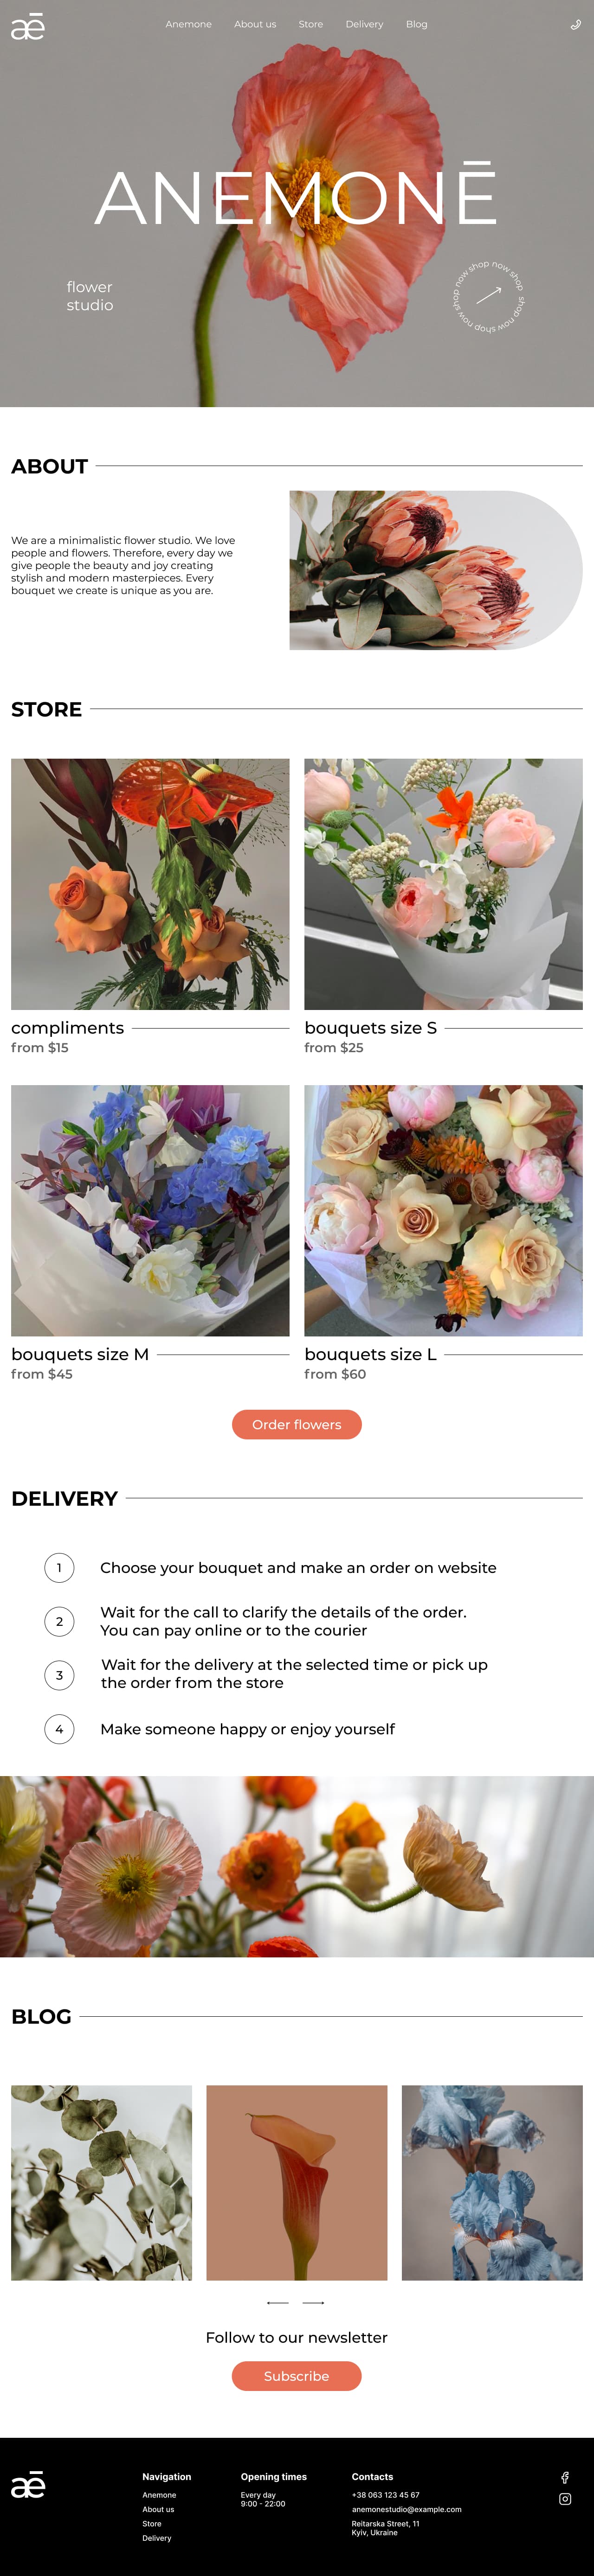 aē
Anemone
About us
Store
Delivery
Blog
ANEMONĒ
flower
studio
shop now shop now shop now shop now shop
ABOUT
We are a minimalistic flower studio. We love
people and flowers. Therefore, every day we
give people the beauty and joy creating
stylish and modern masterpieces. Every
bouquet we create is unique as you are.
STORE
compliments
from $15
bouquets size S
from $25
bouquets size M
from $45
bouquets size L
from $60
Order flowers
DELIVERY
1
Choose your bouquet and make an order on website
2
Wait for the call to clarify the details of the order.
You can pay online or to the courier
3
Wait for the delivery at the selected time or pick up
the order from the store
4
Make someone happy or enjoy yourself
BLOG
Follow to our newsletter
Subscribe
aē
Navigation
Anemone
About us
Store
Delivery
Opening times
Every day
9:00 - 22:00
Contacts
+38 063 123 45 67
anemonestudio@example.com
Reitarska Street, 11
Kyiv, Ukraine